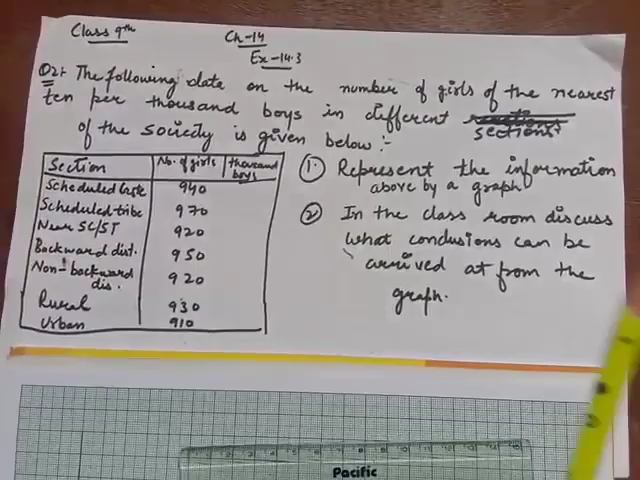 Class 9th
Ch-14
Ex-14.3
Q2:- The following data on the number of girls of the nearest
ten per thousand boys in different
sections
of the society is given below:-
Section No. of girls thousand boys
Scheduled caste 940
Scheduled tribe 970
Near SC/ST 920
Backward dist. 950
Non-backward dis. 920
Rural 930
Urban 910
① Represent the information
above by a graph
② In the class room discuss
what conclusions can be
arrived at from the
graph.
Pacific